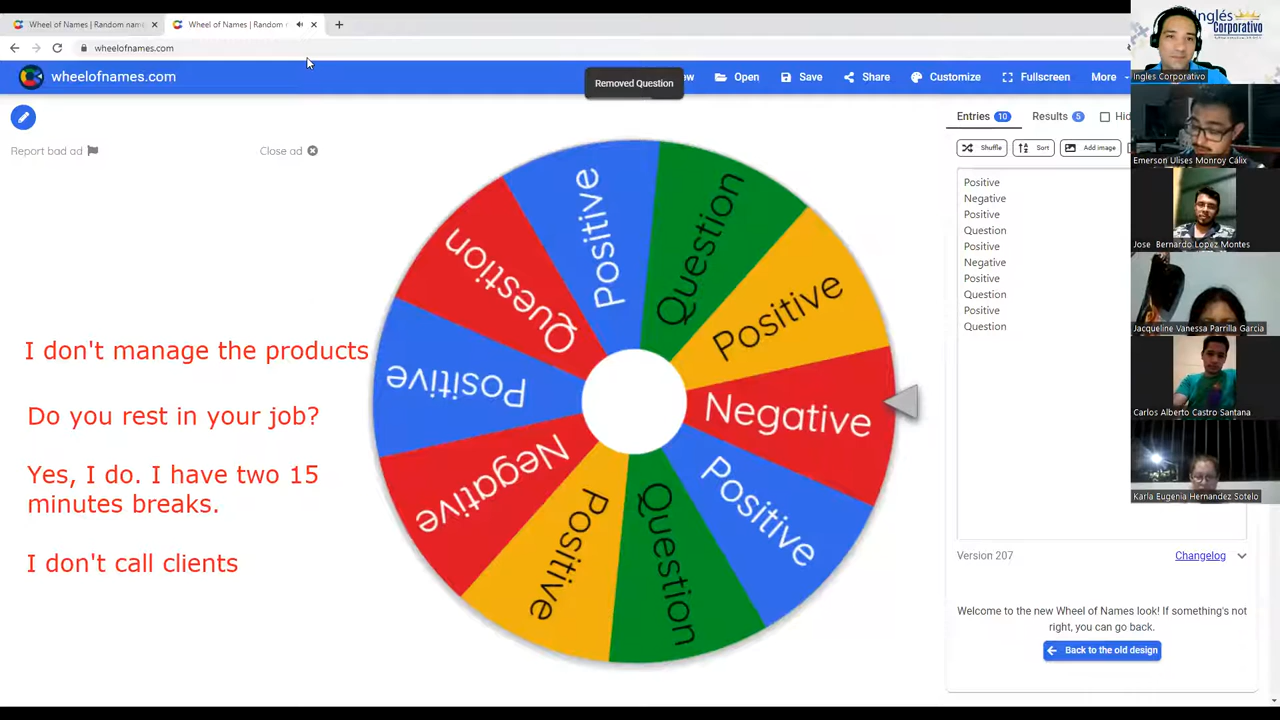 Wheel of Names | Random nam
Wheel of Names | Random
wheelofnames.com
wheelofnames.com
Removed Question
Open
Save
Share
Customize
Fullscreen
More
Report bad ad
Close ad
Entries 10
Results 5
Shuffle
Sort
Add image
Positive
Negative
Positive
Question
Positive
Negative
Positive
Question
Positive
Question
Positive
Question
Positive
Negative
Positive
Question
Positive
Negative
Positive
Question
I don't manage the products
Do you rest in your job?
Yes, I do. I have two 15
minutes breaks.
I don't call clients
Version 207
Changelog
Welcome to the new Wheel of Names look! If something's not
right, you can go back.
Back to the old design
Inglés
Corporativo
Ingles Corporativo
Emerson Ulises Monroy Cálix
Jose Bernardo Lopez Montes
Jacqueline Vanessa Parrilla Garcia
Carlos Alberto Castro Santana
Karla Eugenia Hernandez Sotelo